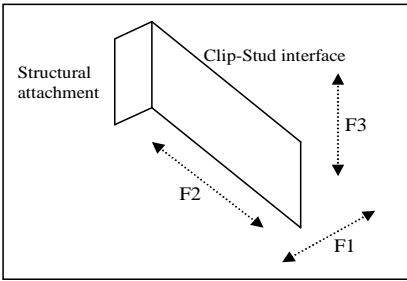 Clip-Stud interface
Structural
attachment
F3
F2
F1